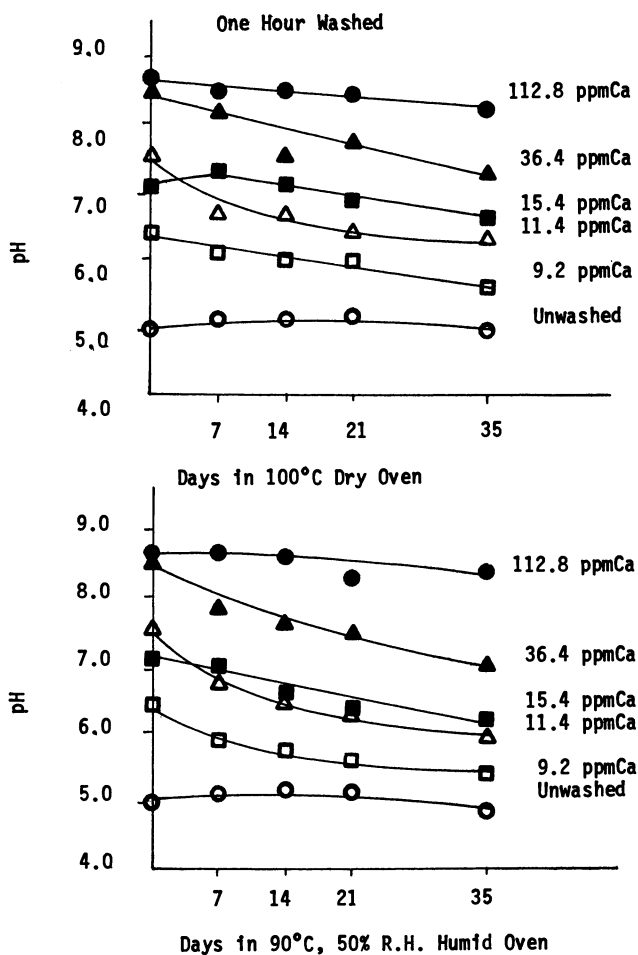 One Hour Washed
9.0
112.8 ppmCa
8.0
36.4 ppmCa
7.0
15.4 ppmCa
11.4 ppmCa
pH
6.0
9.2 ppmCa
Unwashed
5.0
4.0
7 14 21 35
Days in 100°C Dry Oven
9.0
112.8 ppmCa
8.0
36.4 ppmCa
7.0
15.4 ppmCa
pH
11.4 ppmCa
6.0
9.2 ppmCa
Unwashed
5.0
4.0
7 14 21 35
Days in 90°C, 50% R.H. Humid Oven